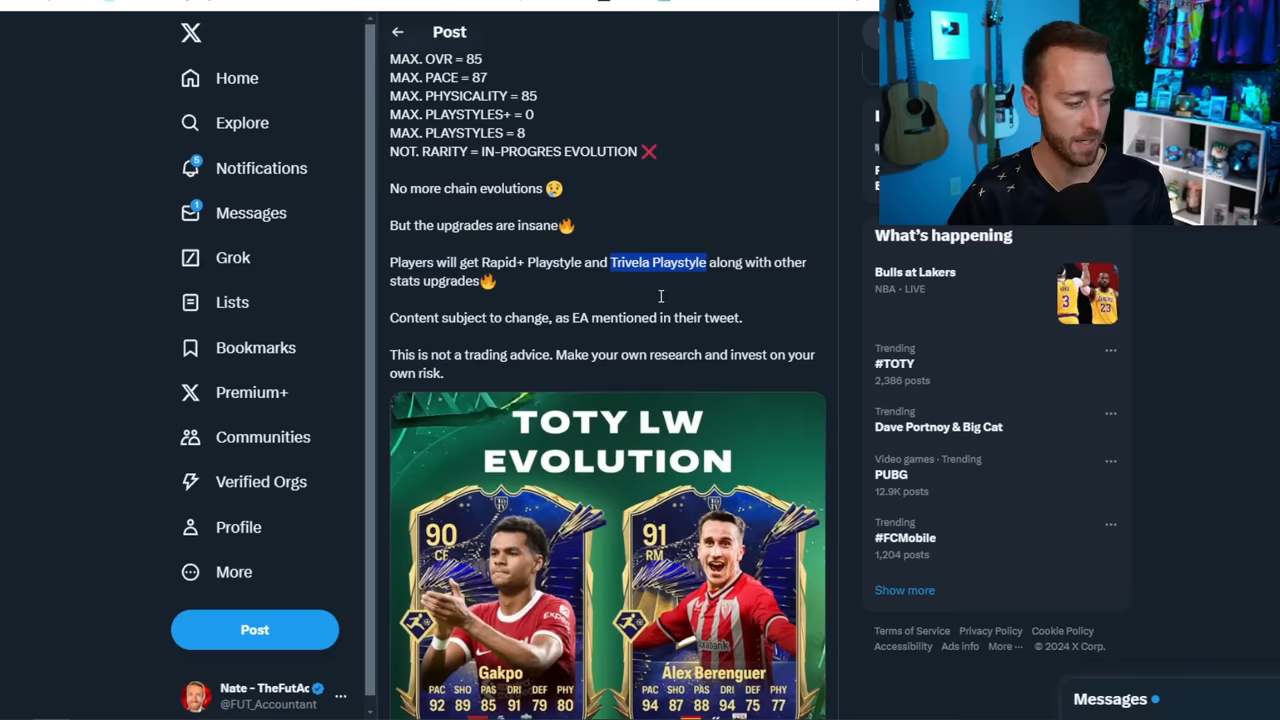 Home
Explore
5
Notifications
1
Messages
Grok
Lists
Bookmarks
Premium+
Communities
Verified Orgs
Profile
More
Post
Nate - TheFutAc
@FUT_Accountant
Post
MAX. OVR = 85
MAX. PACE = 87
MAX. PHYSICALITY = 85
MAX. PLAYSTYLES+ = 0
MAX. PLAYSTYLES = 8
NOT. RARITY = IN-PROGRES EVOLUTION ❌
No more chain evolutions 😢
But the upgrades are insane🔥
Players will get Rapid+ Playstyle and Trivela Playstyle along with other
stats upgrades🔥
Content subject to change, as EA mentioned in their tweet.
This is not a trading advice. Make your own research and invest on your
own risk.
TOTY LW
EVOLUTION
90
CF
Gakpo
PAC SHO PAS DRI DEF PHY
92 89 85 91 79 80
91
RM
Álex Berenguer
PAC SHO PAS DRI DEF PHY
94 87 88 94 75 77
What's happening
Bulls at Lakers
NBA · LIVE
Trending
#TOTY
2,386 posts
Trending
Dave Portnoy & Big Cat
Video games · Trending
PUBG
12.9K posts
Trending
#FCMobile
1,204 posts
Show more
Terms of Service Privacy Policy Cookie Policy
Accessibility Ads info More ··· © 2024 X Corp.
Messages